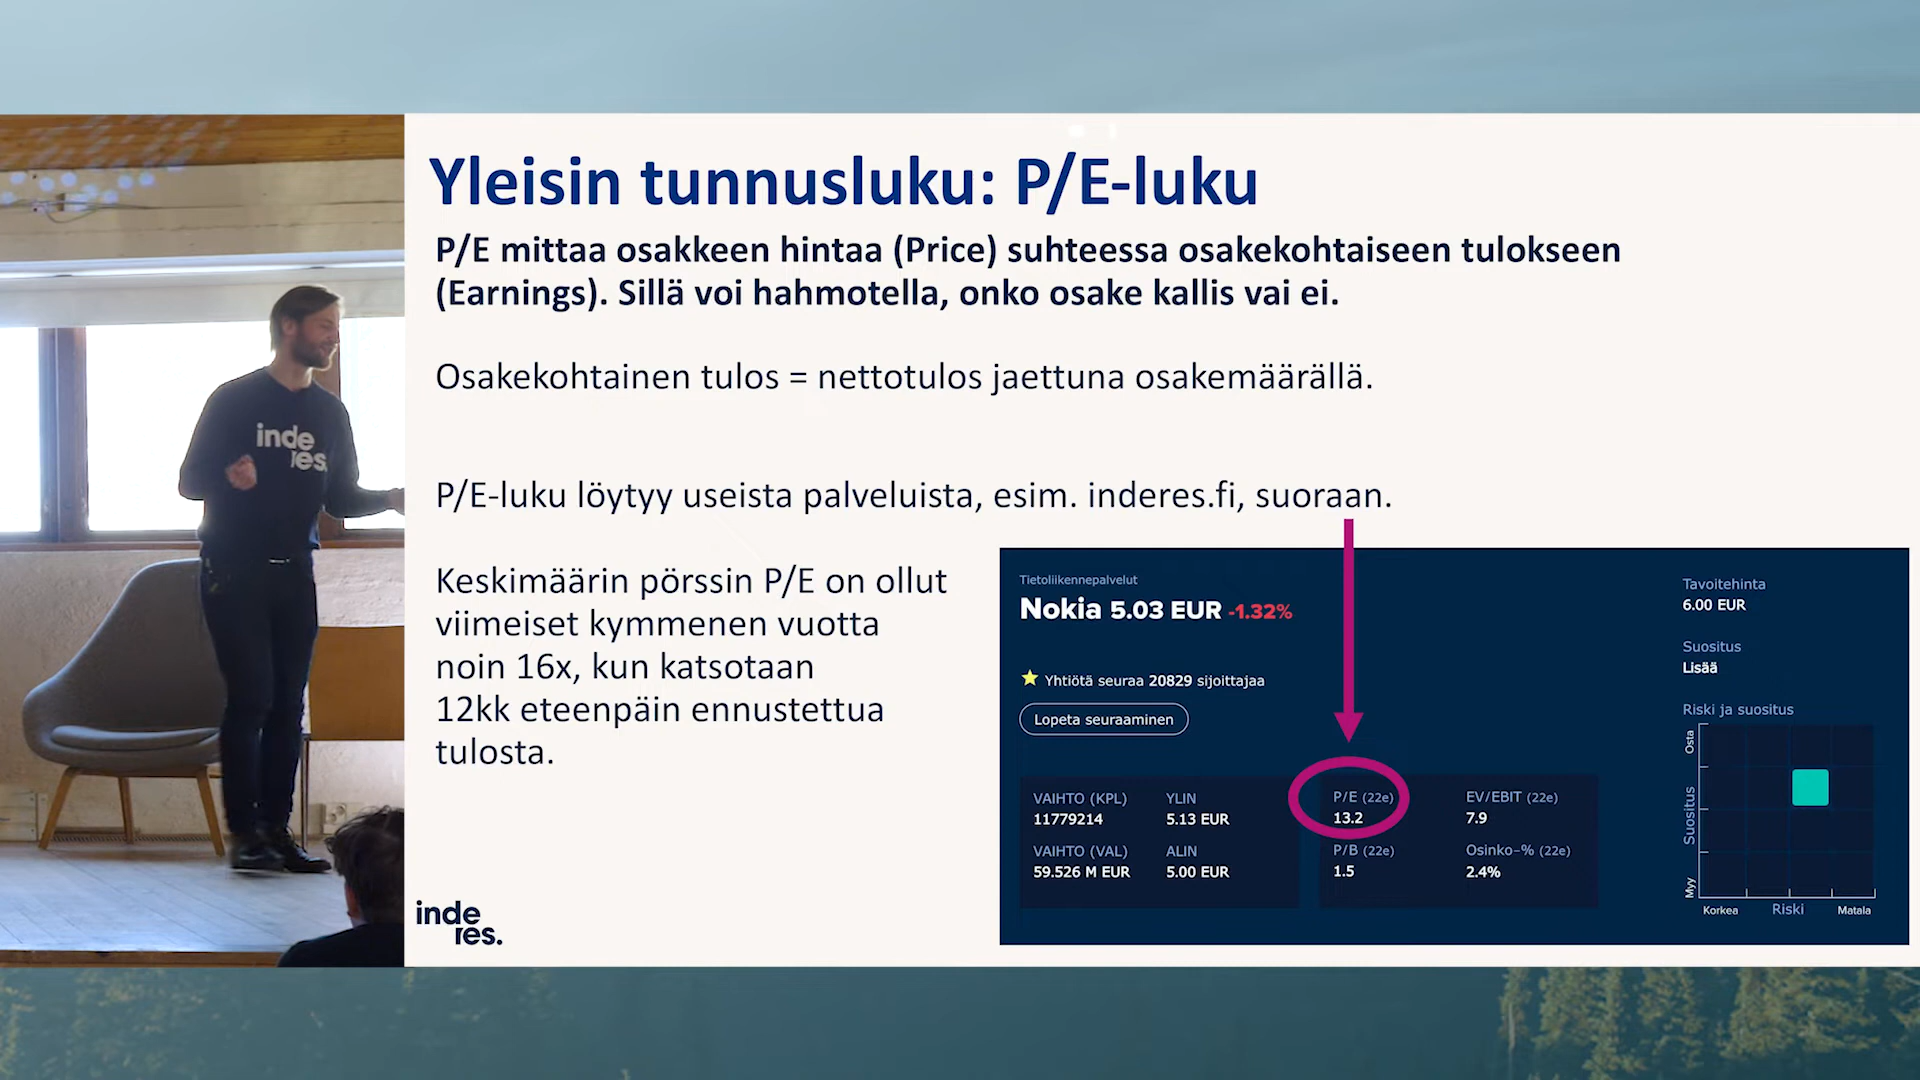 Yleisin tunnusluku: P/E-luku
P/E mittaa osakkeen hintaa (Price) suhteessa osakekohtaiseen tulokseen
(Earnings). Sillä voi hahmotella, onko osake kallis vai ei.
Osakekohtainen tulos = nettotulos jaettuna osakemäärällä.
P/E-luku löytyy useista palveluista, esim. inderes.fi, suoraan.
Keskimäärin pörssin P/E on ollut
viimeiset kymmenen vuotta
noin 16x, kun katsotaan
12kk eteenpäin ennustettua
tulosta.
inde
res.
inde
res.
Tietoliikennepalvelut
Nokia 5.03 EUR -1.32%
Yhtiötä seuraa 20829 sijoittajaa
Lopeta seuraaminen
VAIHTO (KPL)
11779214
YLIN
5.13 EUR
VAIHTO (VAL)
59.526 M EUR
ALIN
5.00 EUR
P/E (22e)
13.2
EV/EBIT (22e)
7.9
P/B (22e)
1.5
Osinko-% (22e)
2.4%
Tavoitehinta
6.00 EUR
Suositus
Lisää
Riski ja suositus
Osta
Suositus
Myy
Korkea
Riski
Matala